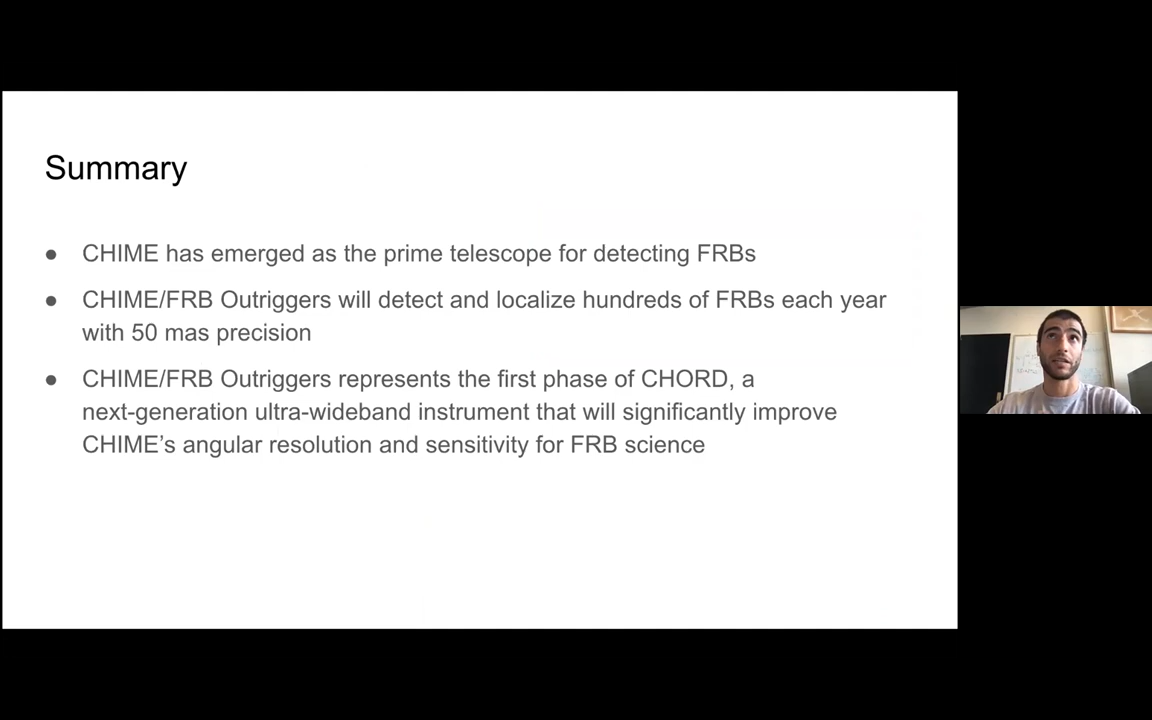 Summary
● CHIME has emerged as the prime telescope for detecting FRBs
● CHIME/FRB Outriggers will detect and localize hundreds of FRBs each year
with 50 mas precision
● CHIME/FRB Outriggers represents the first phase of CHORD, a
next-generation ultra-wideband instrument that will significantly improve
CHIME’s angular resolution and sensitivity for FRB science